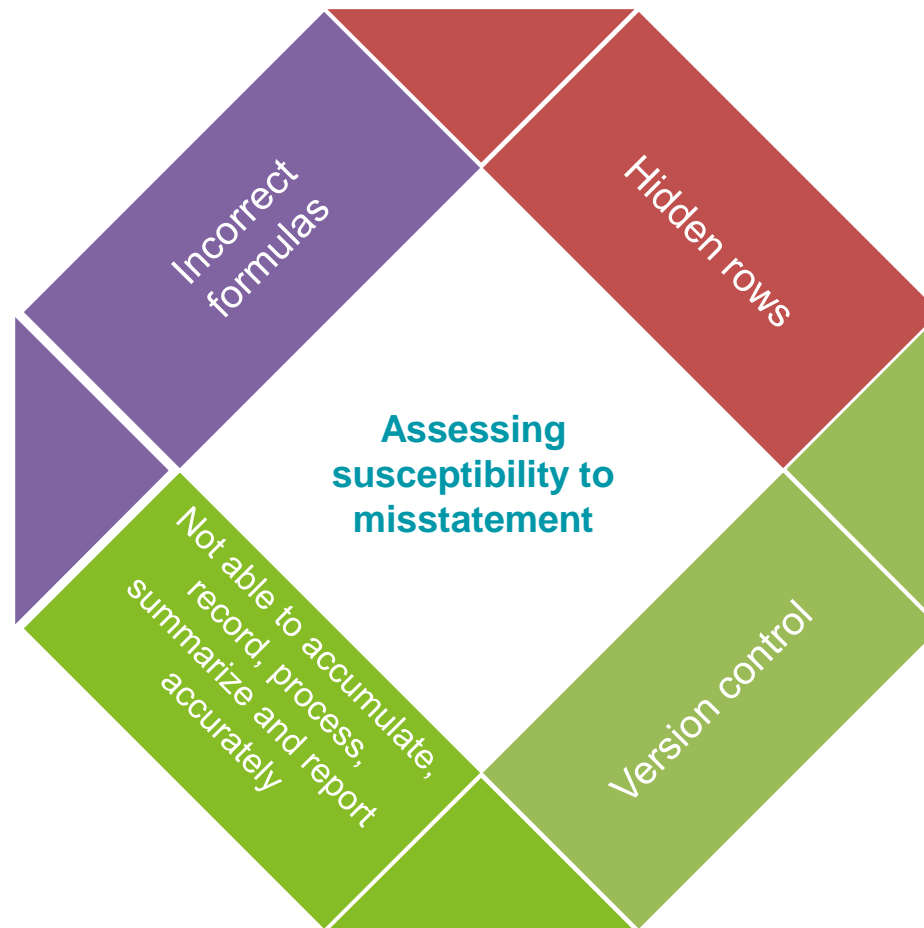 Incorrect
formulas
Hidden rows
Assessing
susceptibility to
misstatement
Not able to accumulate,
record, process,
summarize and report
accurately
Version control